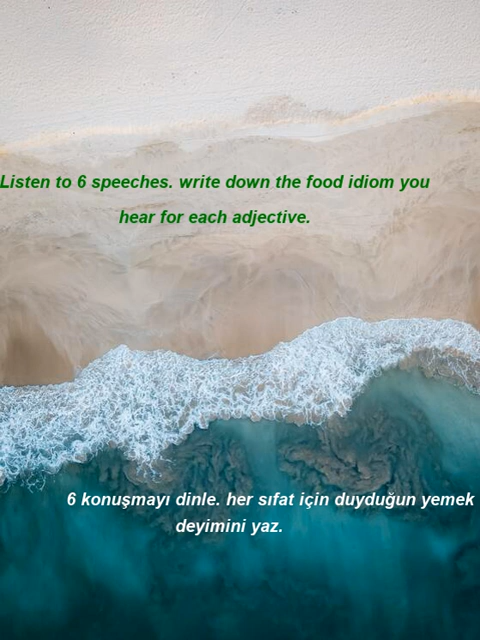 Listen to 6 speeches. write down the food idiom you
hear for each adjective.
6 konuşmayı dinle. her sıfat için duyduğun yemek
deyimini yaz.